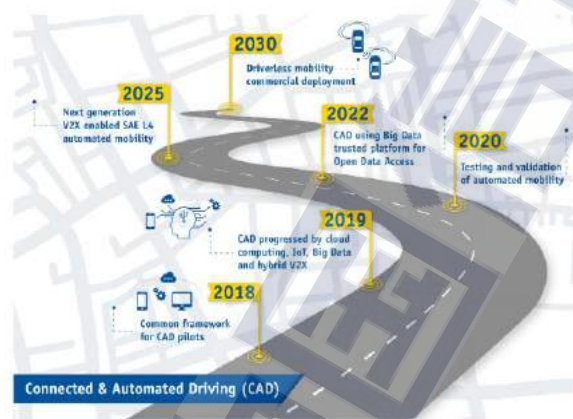 2030
Driverless mobility
commercial deployment
2025
Next generation
V2X enabled SAE L4
automated mobility
2022
CAD using Big Data
trusted platform for
Open Data Access
2020
Testing and validation
of automated mobility
2019
CAD progressed by cloud
computing, IoT, Big Data
and hybrid V2X
2018
Common framework
for CAD pilots
Connected & Automated Driving (CAD)